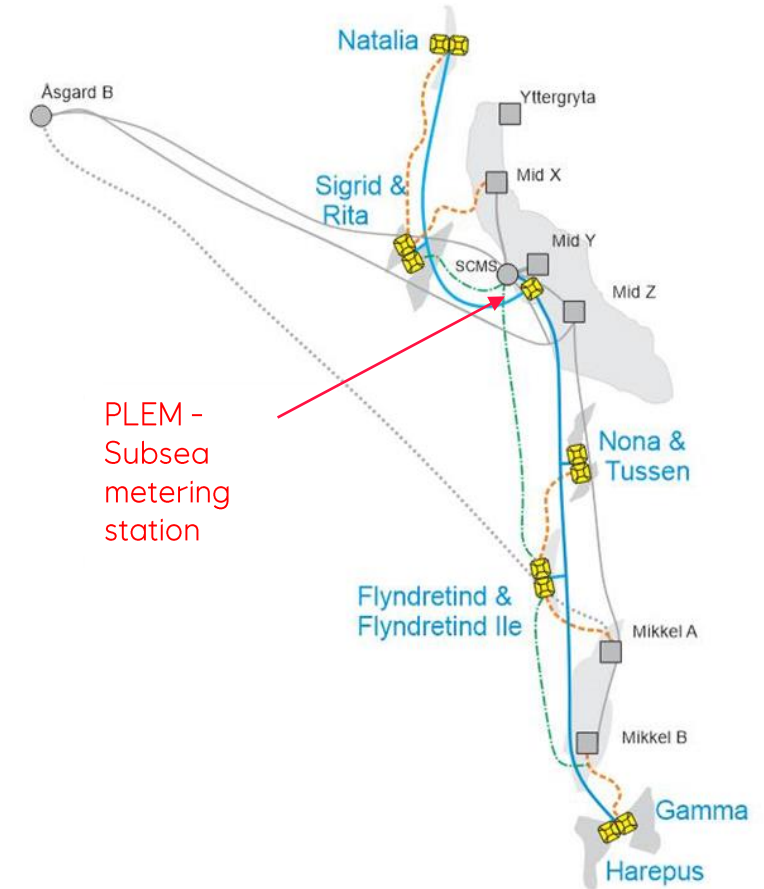 Natalia
Åsgard B
Yttergryta
Mid X
Sigrid &
Rita
Mid Y
SCMS
Mid Z
PLEM -
Subsea
metering
station
Nona &
Tussen
Flyndretind &
Flyndretind Ile
Mikkel A
Mikkel B
Gamma
Harepus